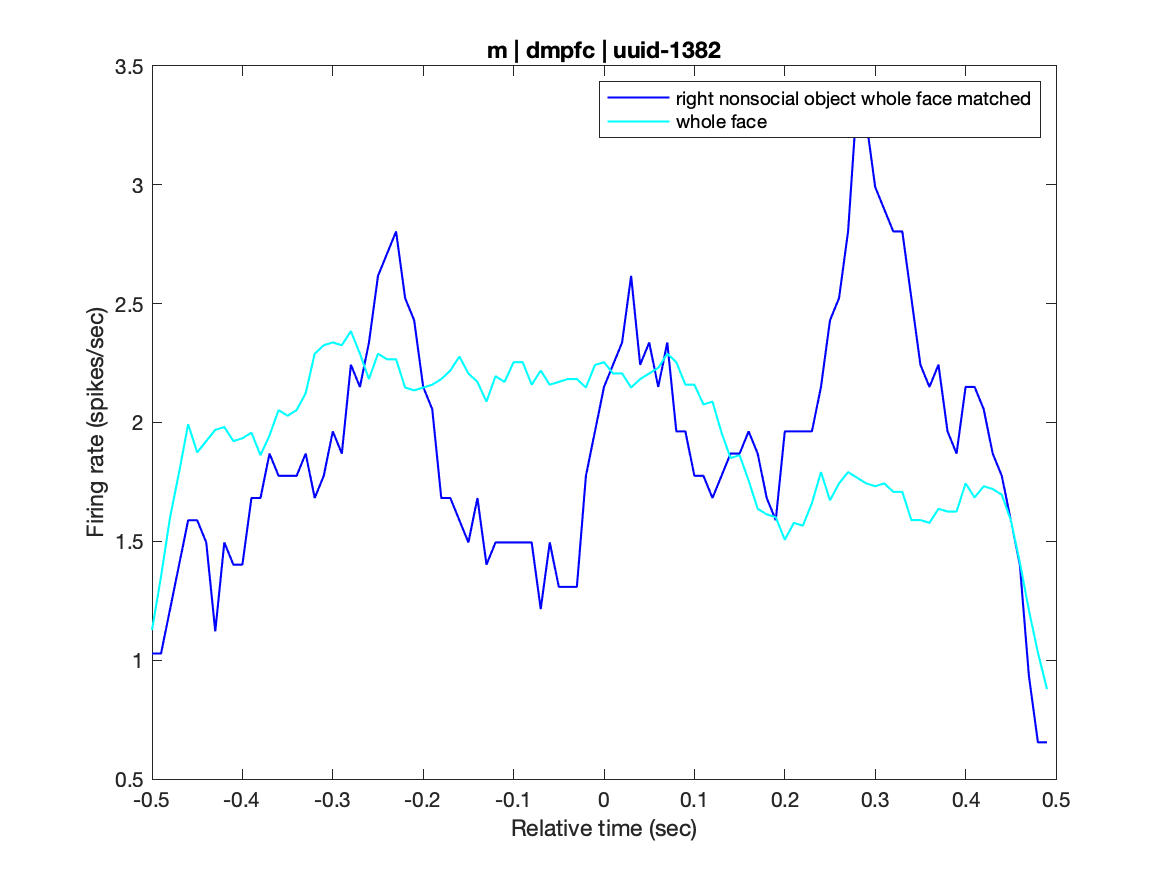 m | dmpfc | uuid-1382
right nonsocial object whole face matched
whole face
3.5
3
2.5
2
1.5
1
0.5
Firing rate (spikes/sec)
-0.5 -0.4 -0.3 -0.2 -0.1 0 0.1 0.2 0.3 0.4 0.5
Relative time (sec)